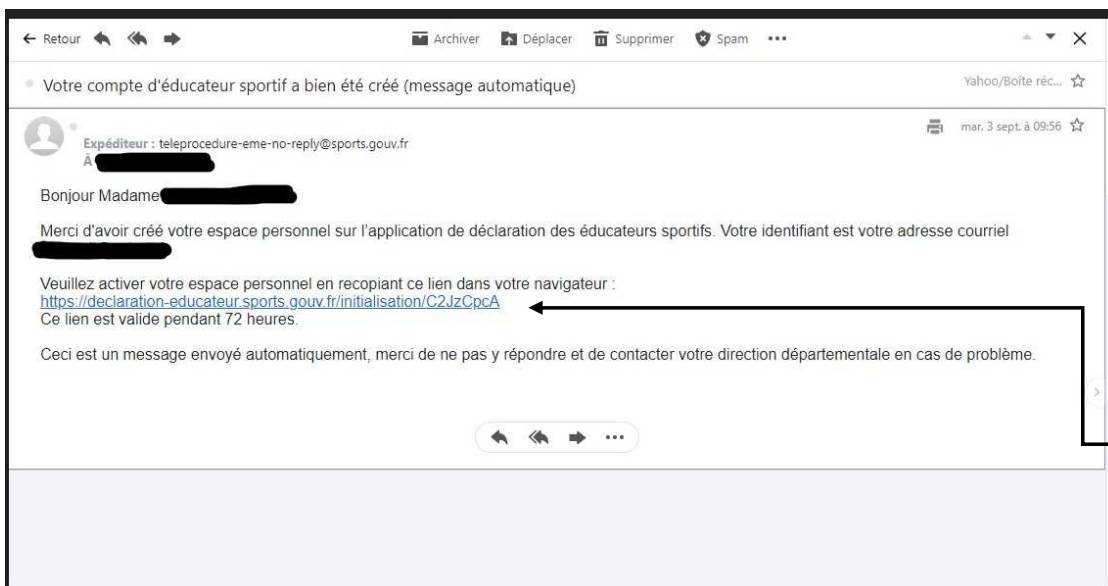 Retour
Archiver Déplacer Supprimer Spam
Votre compte d'éducateur sportif a bien été créé (message automatique)
Yahoo/Boîte réc...
Expéditeur : teleprocedure-eme-no-reply@sports.gouv.fr
mar. 3 sept. à 09:56
À
Bonjour Madame
Merci d'avoir créé votre espace personnel sur l'application de déclaration des éducateurs sportifs. Votre identifiant est votre adresse courriel
Veuillez activer votre espace personnel en recopiant ce lien dans votre navigateur :
https://declaration-educateur.sports.gouv.fr/initialisation/C2JzCpcA
Ce lien est valide pendant 72 heures.
Ceci est un message envoyé automatiquement, merci de ne pas y répondre et de contacter votre direction départementale en cas de problème.